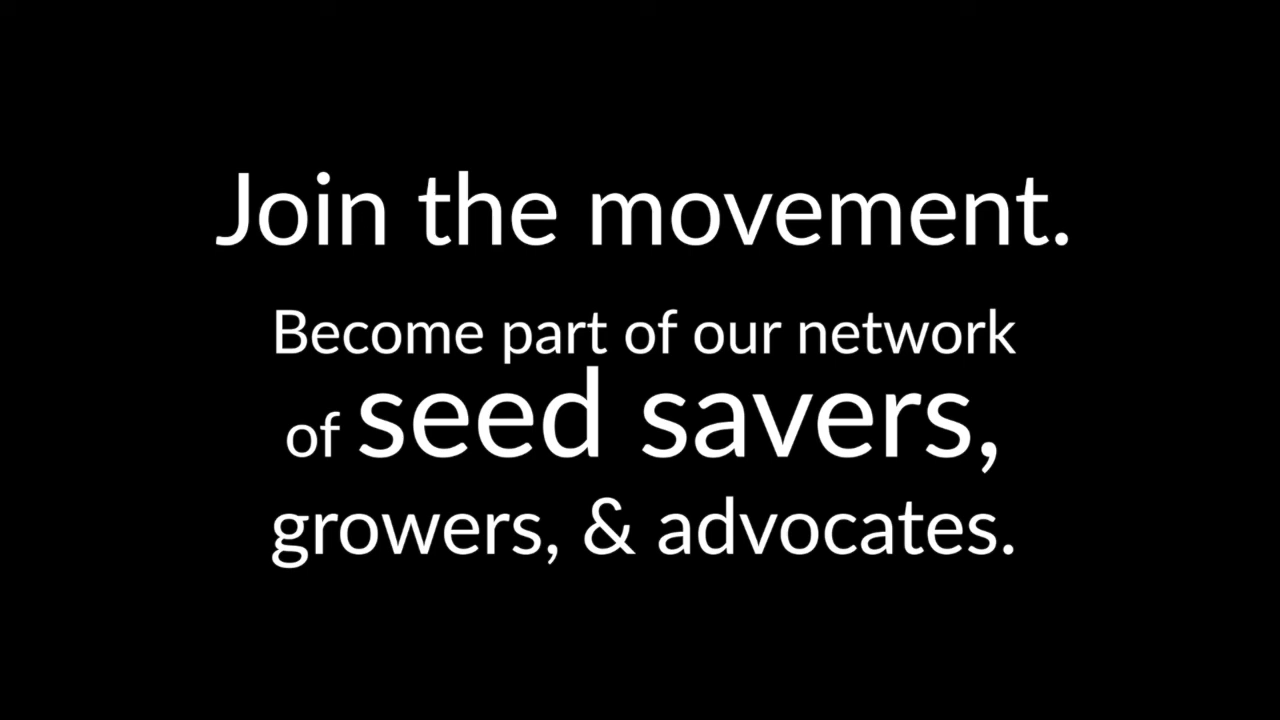 Join the movement.
Become part of our network
of seed savers,
growers, & advocates.